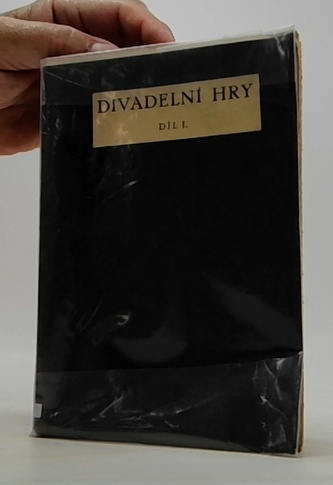 DIVADELNÍ HRY
DÍL I.